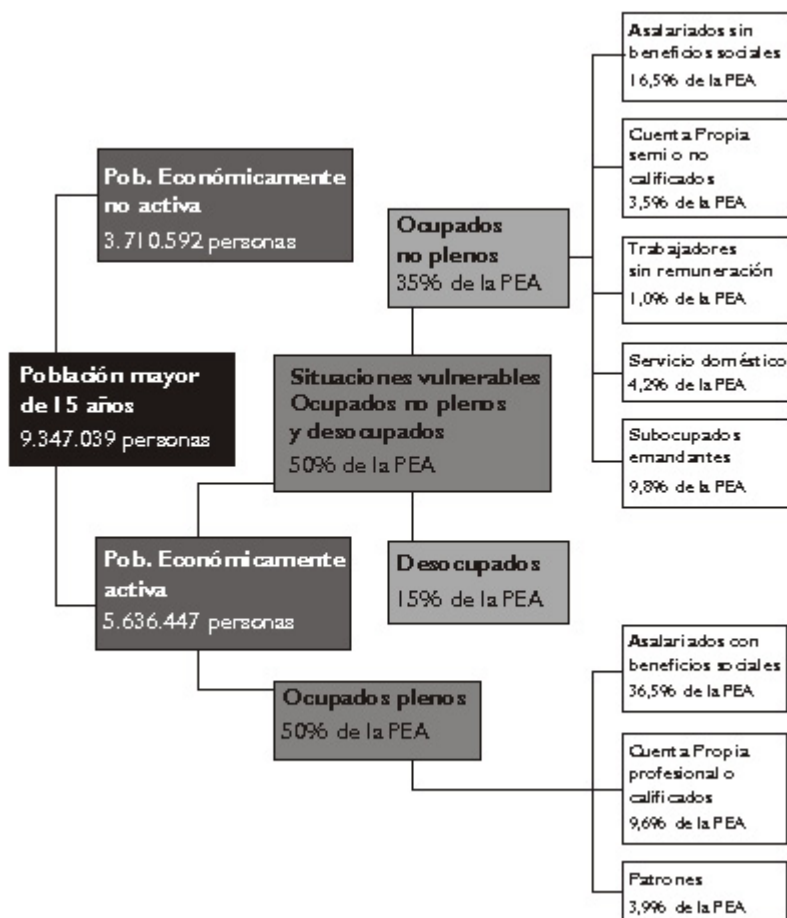 Asalariados sin
beneficios sociales
16,5% de la PEA
Cuenta Propia
semi o no
calificados
3,5% de la PEA
Pob. Económicamente
no activa
3.710.592 personas
Ocupados
no plenos
35% de la PEA
Trabajadores
sin remuneración
1,0% de la PEA
Población mayor
de 15 años
9.347.039 personas
Situaciones vulnerables
Ocupados no plenos
y desocupados
50% de la PEA
Servicio doméstico
4,2% de la PEA
Subocupados
emandantes
9,8% de la PEA
Pob. Económicamente
activa
5.636.447 personas
Desocupados
15% de la PEA
Ocupados plenos
50% de la PEA
Asalariados con
beneficios sociales
36,5% de la PEA
Cuenta Propia
profesional o
calificados
9,6% de la PEA
Patrones
3,9% de la PEA